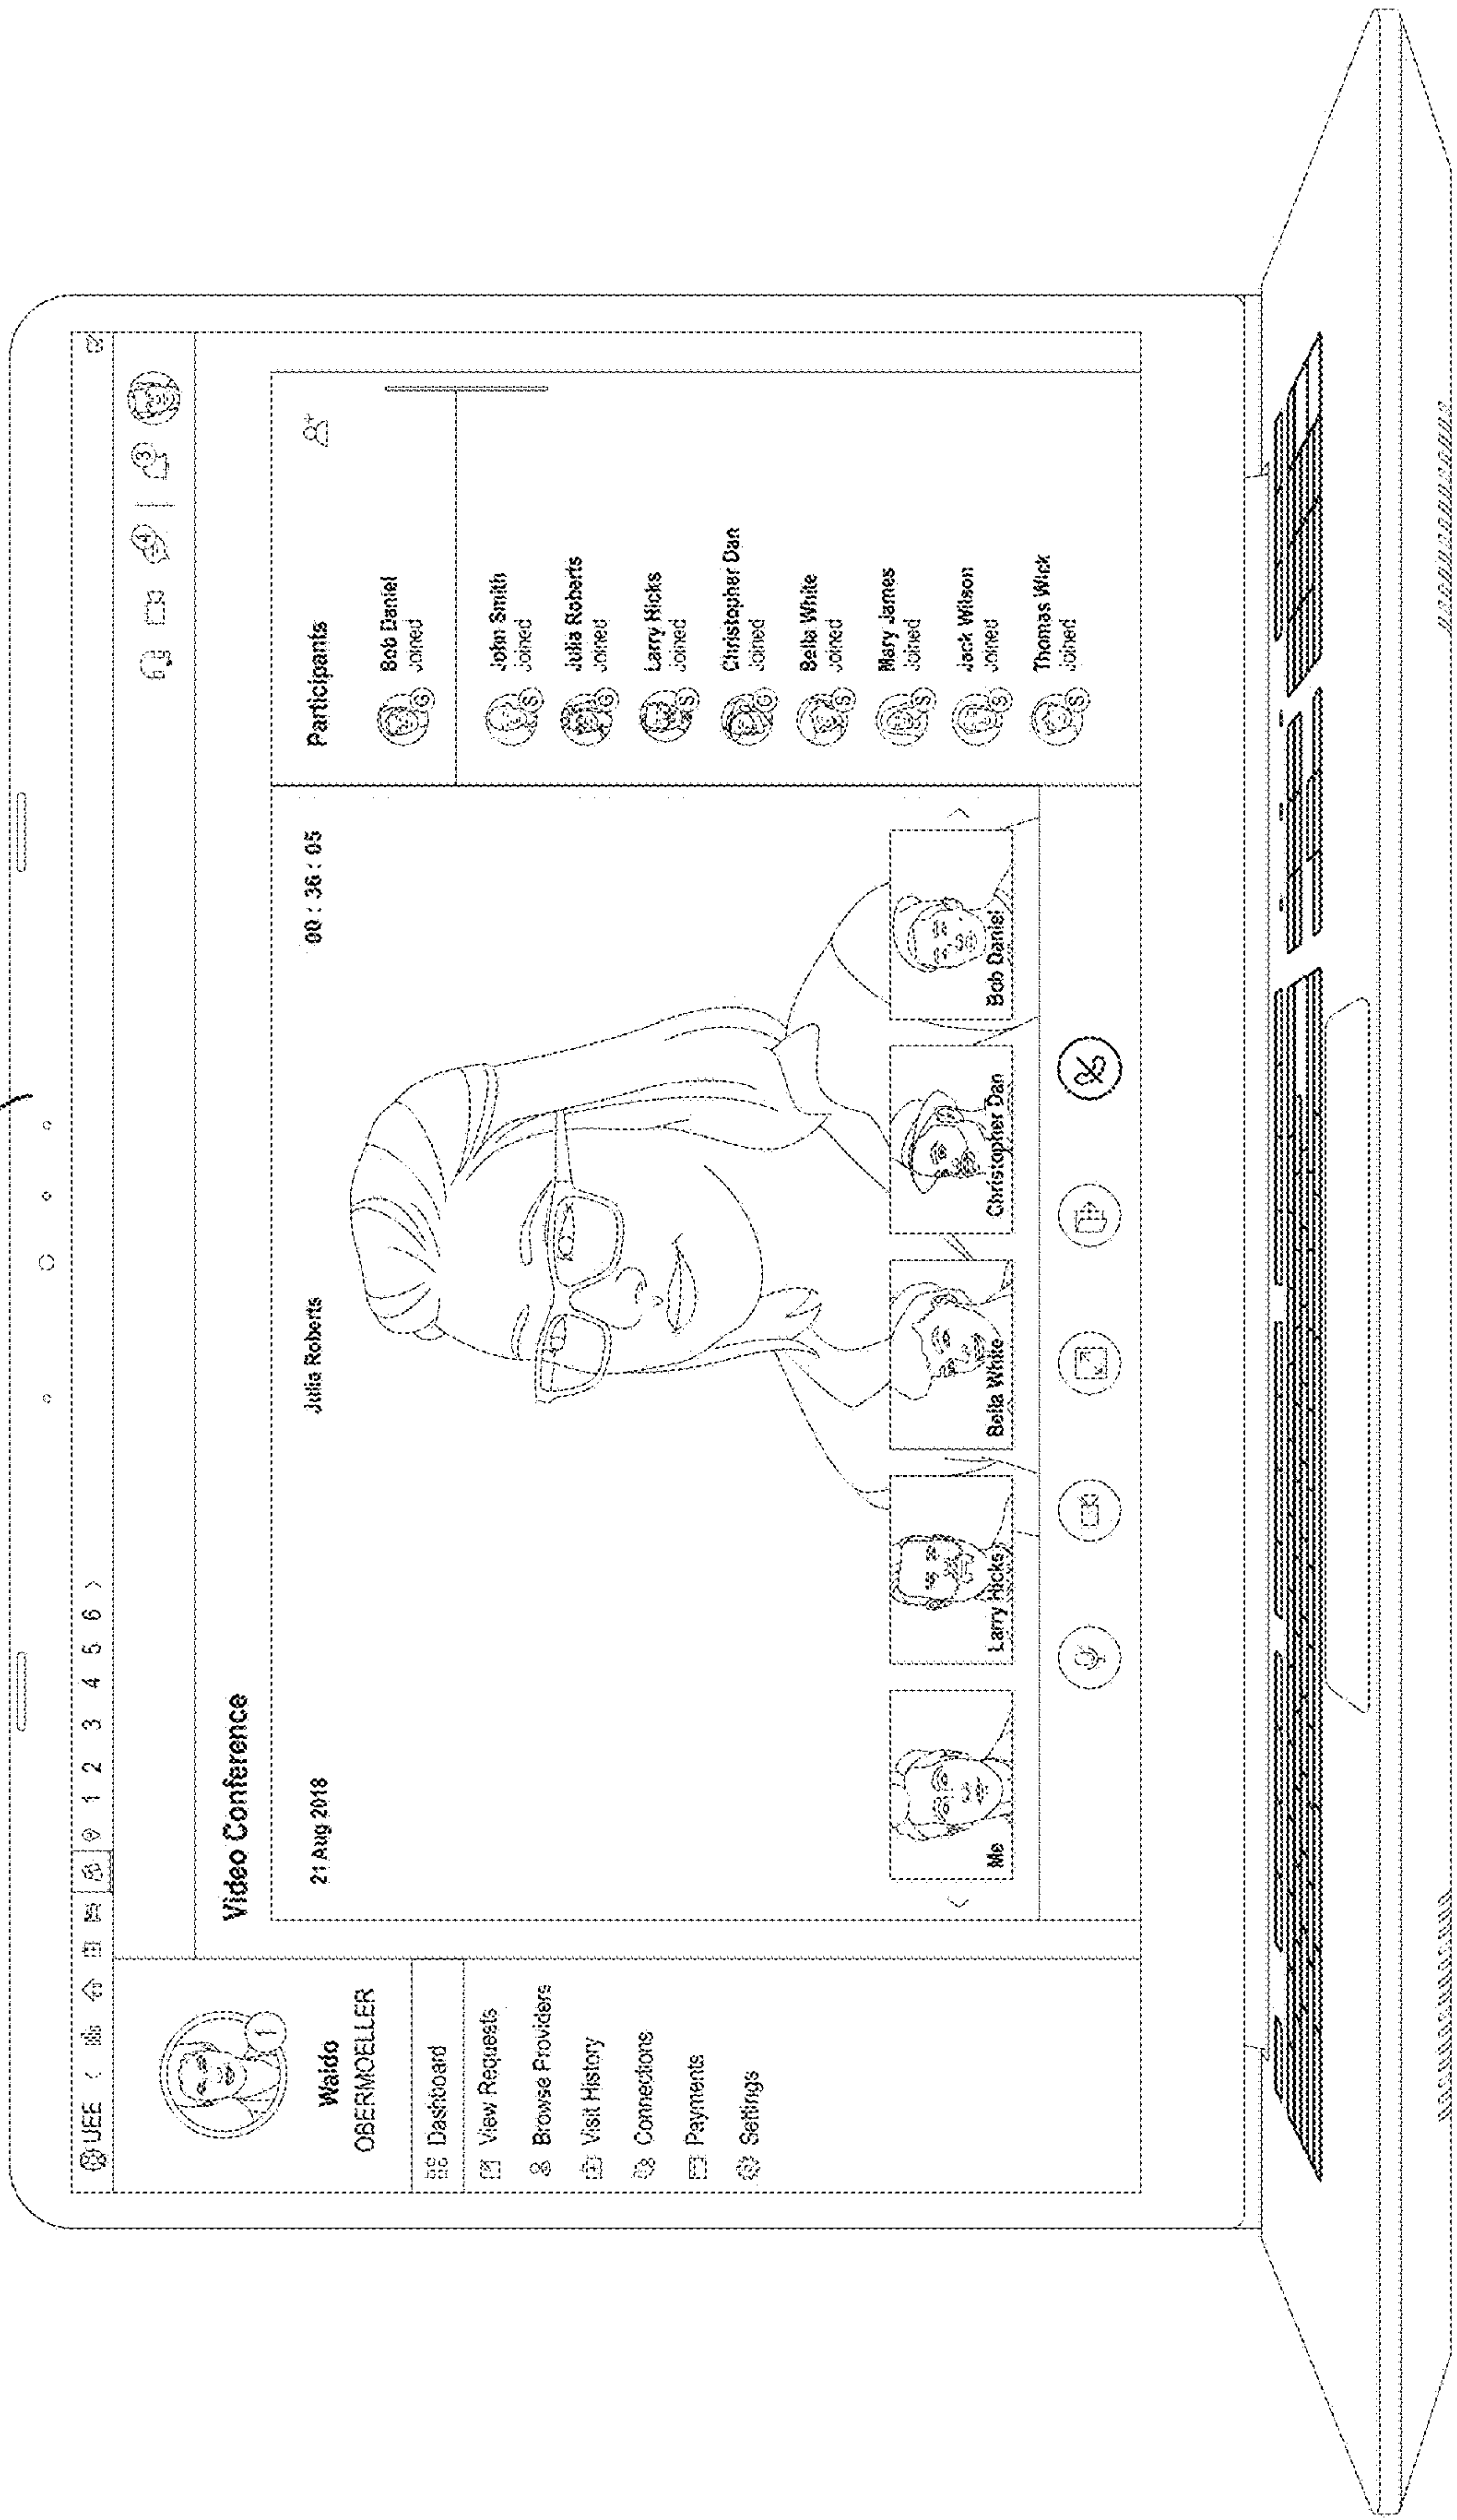 UEE < 1 2 3 4 5 6 >
4
3
1
Waldo
OBERMOELLER
Dashboard
View Requests
Browse Providers
Visit History
Connections
Payments
Settings
Video Conference
21 Aug 2018
Julia Roberts
00 : 36 : 05
Me
Larry Hicks
Bella White
Christopher Dan
Bob Daniel
Participants
Bob Daniel
G Joined
John Smith
S Joined
Julia Roberts
G Joined
Larry Hicks
S Joined
Christopher Dan
G Joined
Bella White
S Joined
Mary James
S Joined
Jack Wilson
S Joined
Thomas Wick
S Joined